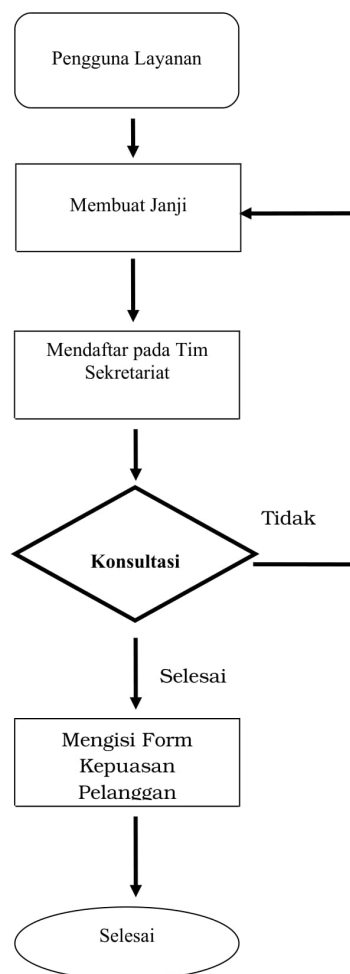 Pengguna Layanan
Membuat Janji
Mendaftar pada Tim
Sekretariat
Tidak
Konsultasi
Selesai
Mengisi Form
Kepuasan
Pelanggan
Selesai